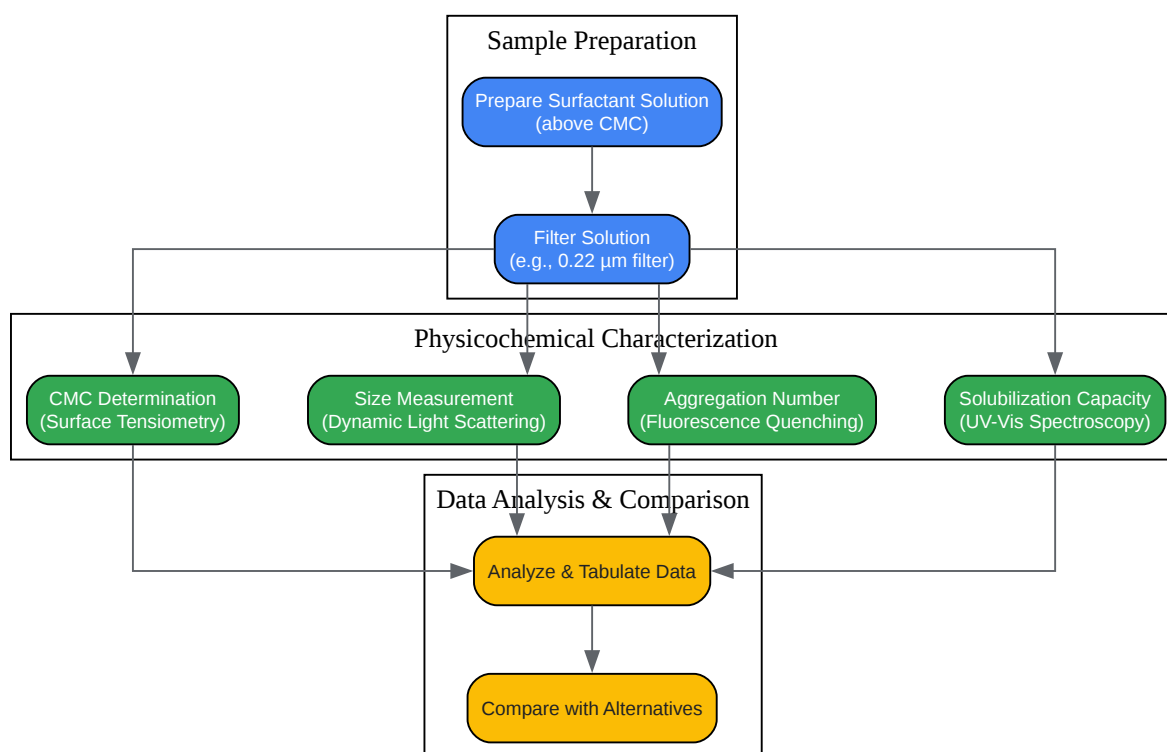 Sample Preparation
Prepare Surfactant Solution
(above CMC)
Filter Solution
(e.g., 0.22 µm filter)
Physicochemical Characterization
CMC Determination
(Surface Tensiometry)
Size Measurement
(Dynamic Light Scattering)
Aggregation Number
(Fluorescence Quenching)
Solubilization Capacity
(UV-Vis Spectroscopy)
Data Analysis & Comparison
Analyze & Tabulate Data
Compare with Alternatives